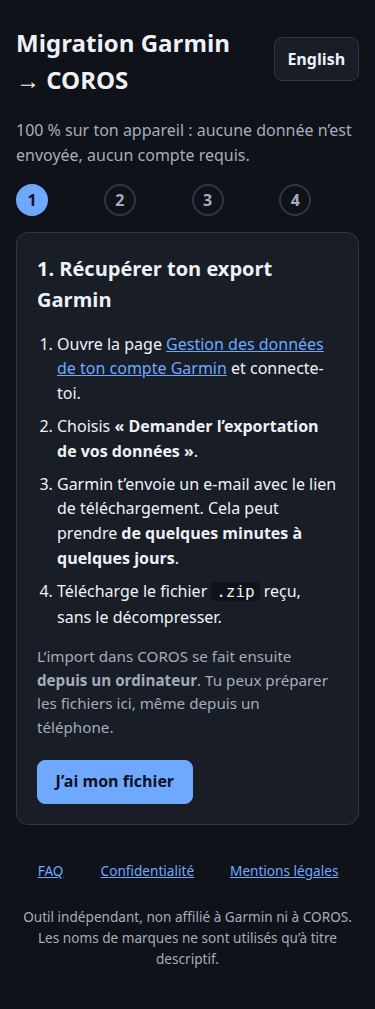 Migration Garmin
→ COROS
English
100 % sur ton appareil : aucune donnée n’est
envoyée, aucun compte requis.
1
2
3
4
1. Récupérer ton export
Garmin
1. Ouvre la page Gestion des données
de ton compte Garmin et connecte-
toi.
2. Choisis « Demander l’exportation
de vos données ».
3. Garmin t’envoie un e-mail avec le lien
de téléchargement. Cela peut
prendre de quelques minutes à
quelques jours.
4. Télécharge le fichier .zip reçu,
sans le décompresser.
L’import dans COROS se fait ensuite
depuis un ordinateur. Tu peux préparer
les fichiers ici, même depuis un
téléphone.
J’ai mon fichier
FAQ
Confidentialité
Mentions légales
Outil indépendant, non affilié à Garmin ni à COROS.
Les noms de marques ne sont utilisés qu’à titre
descriptif.